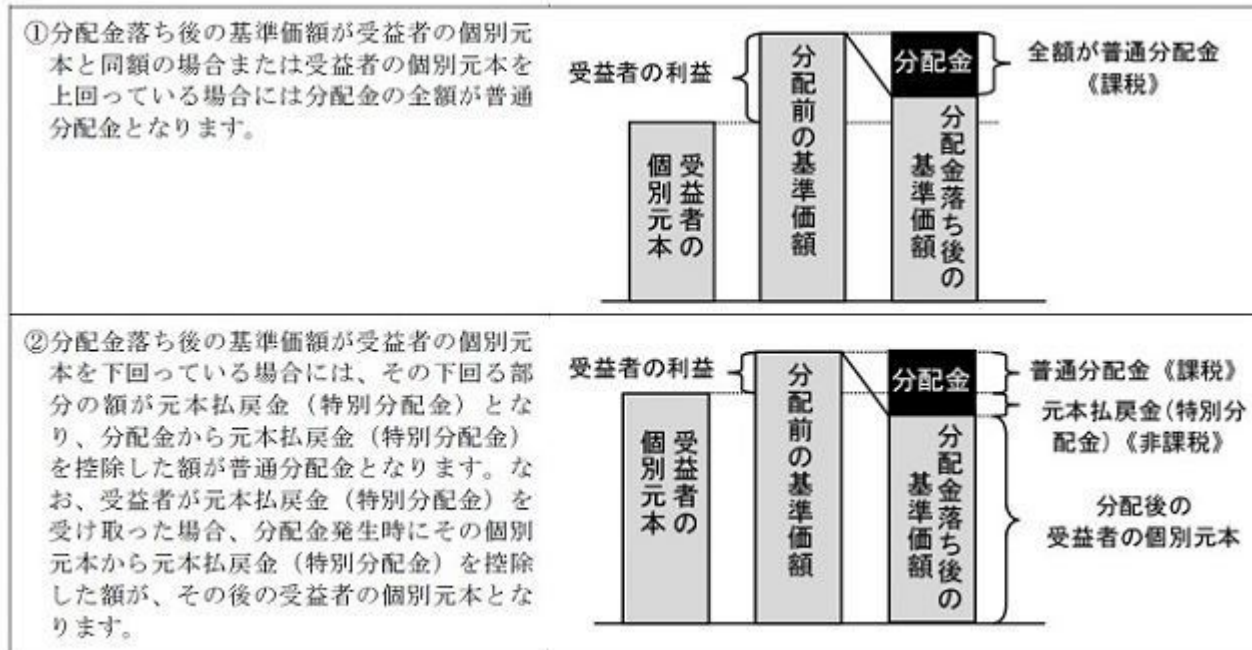 ①分配金落ち後の基準価額が受益者の個別元
本と同額の場合または受益者の個別元本を
上回っている場合には分配金の全額が普通
分配金となります。
受益者の利益
受益者の
個別元本
分配前の基準価額
分配金
分配金落ち後の
基準価額
全額が普通分配金
《課税》
②分配金落ち後の基準価額が受益者の個別元
本を下回っている場合には、その下回る部
分の額が元本払戻金（特別分配金）とな
り、分配金から元本払戻金（特別分配金）
を控除した額が普通分配金となります。な
お、受益者が元本払戻金（特別分配金）を
受け取った場合、分配金発生時にその個別
元本から元本払戻金（特別分配金）を控除
した額が、その後の受益者の個別元本とな
ります。
受益者の利益
受益者の
個別元本
分配前の基準価額
分配金
分配金落ち後の
基準価額
普通分配金《課税》
元本払戻金(特別分
配金)《非課税》
分配後の
受益者の個別元本